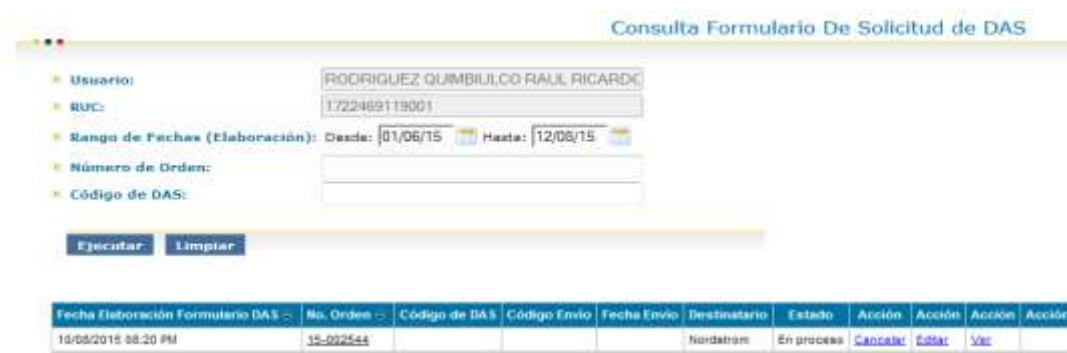 Consulta Formulario De Solicitud de DAS
Usuario: RODRIGUEZ QUIMBIULCO RAUL RICARDO
RUC: 1722469119001
Rango de Fechas (Elaboración): Desde: 01/06/15 Hasta: 12/08/15
Número de Orden:
Código de DAS:
Ejecutar Limpiar
Fecha Elaboración Formulario DAS No. Orden Código de DAS Código Envio Fecha Envio Destinatario Estado Acción Acción Acción Acción
10/08/2015 08:20 PM 15-002544 Nordstrom En proceso Cancelar Editar Ver